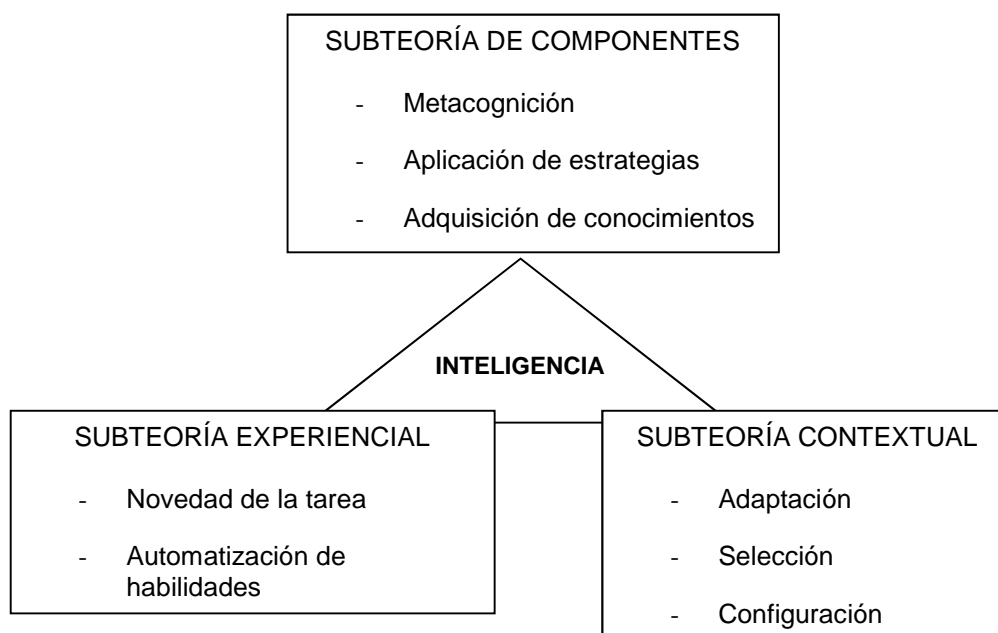 SUBTEORÍA DE COMPONENTES
- Metacognición
- Aplicación de estrategias
- Adquisición de conocimientos
INTELIGENCIA
SUBTEORÍA EXPERIENCIAL
- Novedad de la tarea
- Automatización de
habilidades
SUBTEORÍA CONTEXTUAL
- Adaptación
- Selección
- Configuración